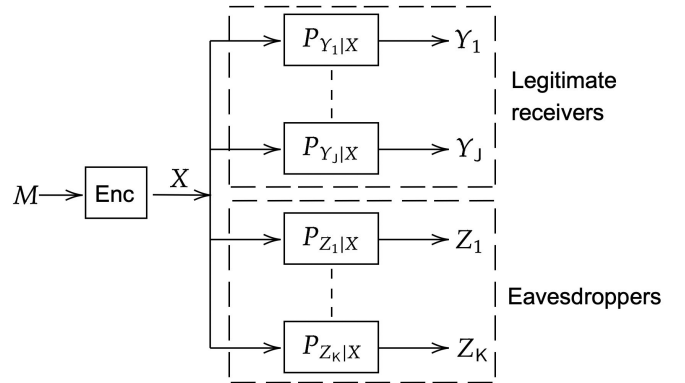 P_{Y_1|X}
Y_1
Legitimate
receivers
P_{Y_J|X}
Y_J
M
Enc
X
P_{Z_1|X}
Z_1
Eavesdroppers
P_{Z_K|X}
Z_K